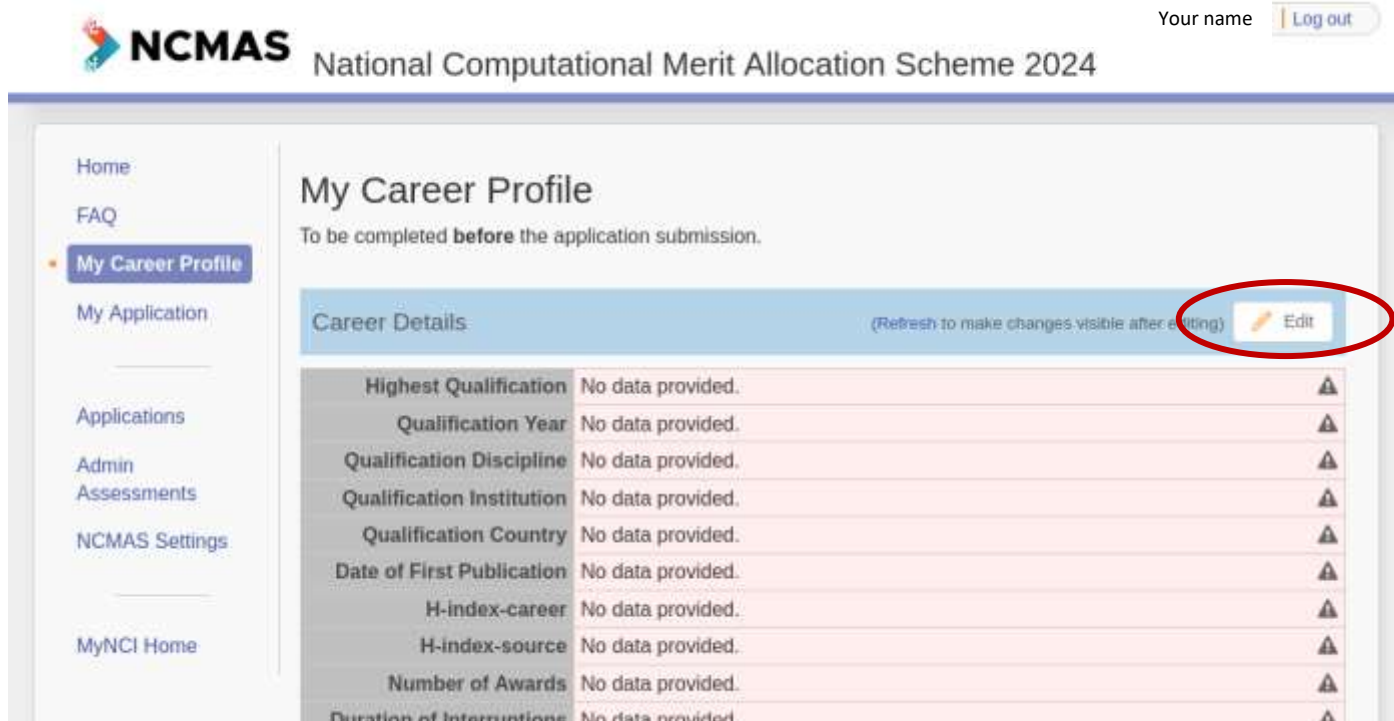 Your name
Log out
NCMAS
National Computational Merit Allocation Scheme 2024
Home
FAQ
My Career Profile
My Application
Applications
Admin
Assessments
NCMAS Settings
MyNCI Home
My Career Profile
To be completed before the application submission.
Career Details
(Refresh to make changes visible after editing)
Edit
Highest Qualification No data provided.
Qualification Year No data provided.
Qualification Discipline No data provided.
Qualification Institution No data provided.
Qualification Country No data provided.
Date of First Publication No data provided.
H-index-career No data provided.
H-index-source No data provided.
Number of Awards No data provided.
Duration of Interruptions No data provided.